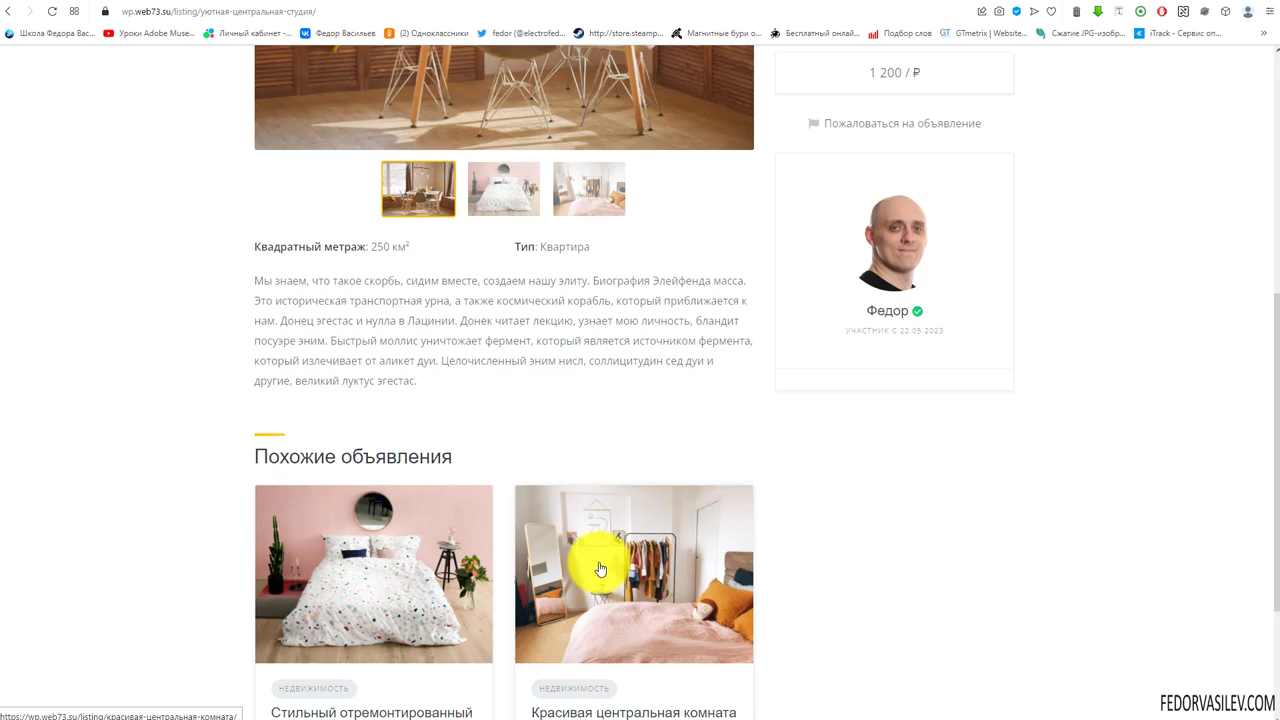 wp.web73.su/listing/уютная-центральная-студия/
Школа Федора Вас...
Уроки Adobe Muse...
Личный кабинет -...
Федор Васильев
(2) Одноклассники
fedor (@electrofed...
http://store.steamp...
Магнитные бури о...
Бесплатный онлай...
Подбор слов
GTmetrix | Website...
Сжатие JPG-изобр...
iTrack - Сервис оп...
»
1 200 / ₽
Пожаловаться на объявление
Квадратный метраж: 250 км²
Тип: Квартира
Мы знаем, что такое скорбь, сидим вместе, создаем нашу элиту. Биография Элейфенда масса.
Это историческая транспортная урна, а также космический корабль, который приближается к
нам. Донец эгестас и нулла в Лацинии. Донек читает лекцию, узнает мою личность, бландит
посуэре эним. Быстрый моллис уничтожает фермент, который является источником фермента,
который излечивает от аликет дуи. Целочисленный эним нисл, соллицитудин сед дуи и
другие, великий луктус эгестас.
Федор
УЧАСТНИК С 22.05.2023
Похожие объявления
НЕДВИЖИМОСТЬ
Стильный отремонтированный
НЕДВИЖИМОСТЬ
Красивая центральная комната
https://wp.web73.su/listing/красивая-центральная-комната/
FEDORVASILEV.COM